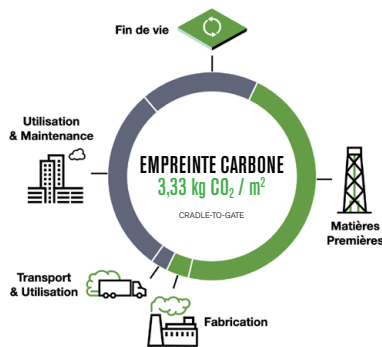 Fin de vie
Utilisation
& Maintenance
EMPREINTE CARBONE
3,33 kg CO₂ / m²
CRADLE-TO-GATE
Matières
Premières
Transport
& Utilisation
Fabrication